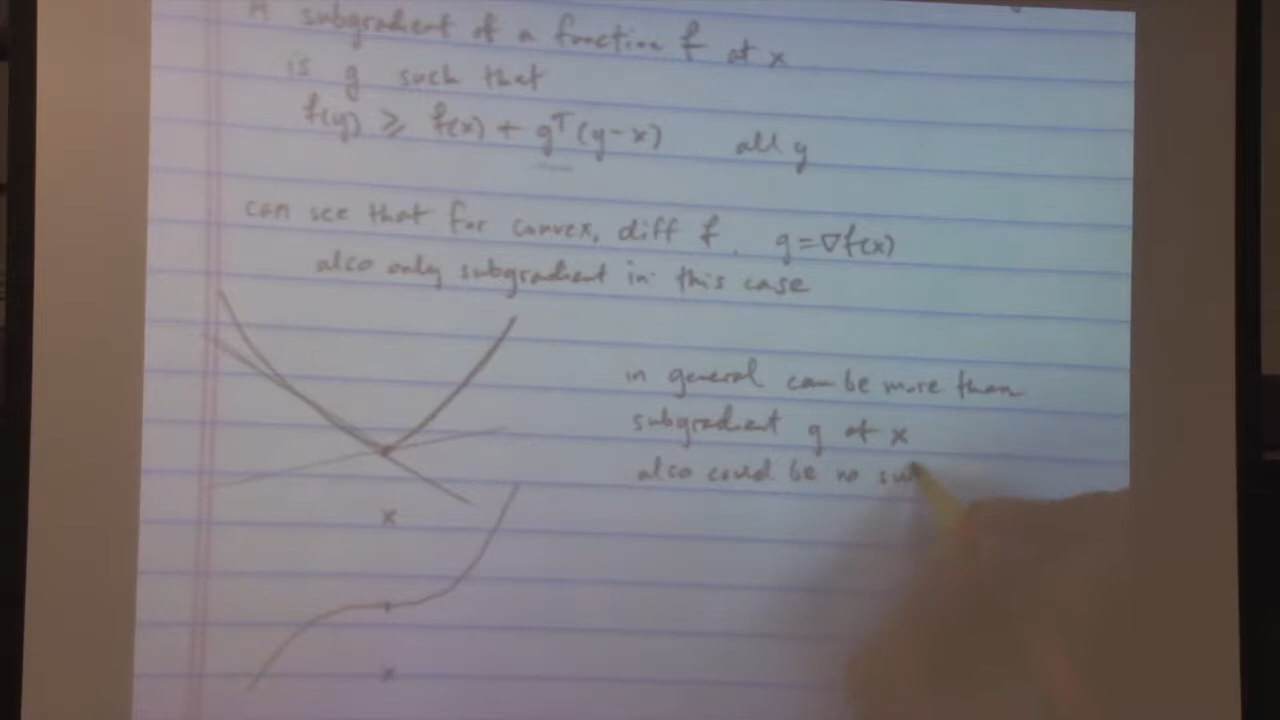 A subgradient of a function f at x
is g such that
f(y) ≥ f(x) + gᵀ(y-x) all y
can see that for convex, diff f, g=∇f(x)
also only subgradient in this case
in general can be more than
subgradient g at x
also could be no su
x
x